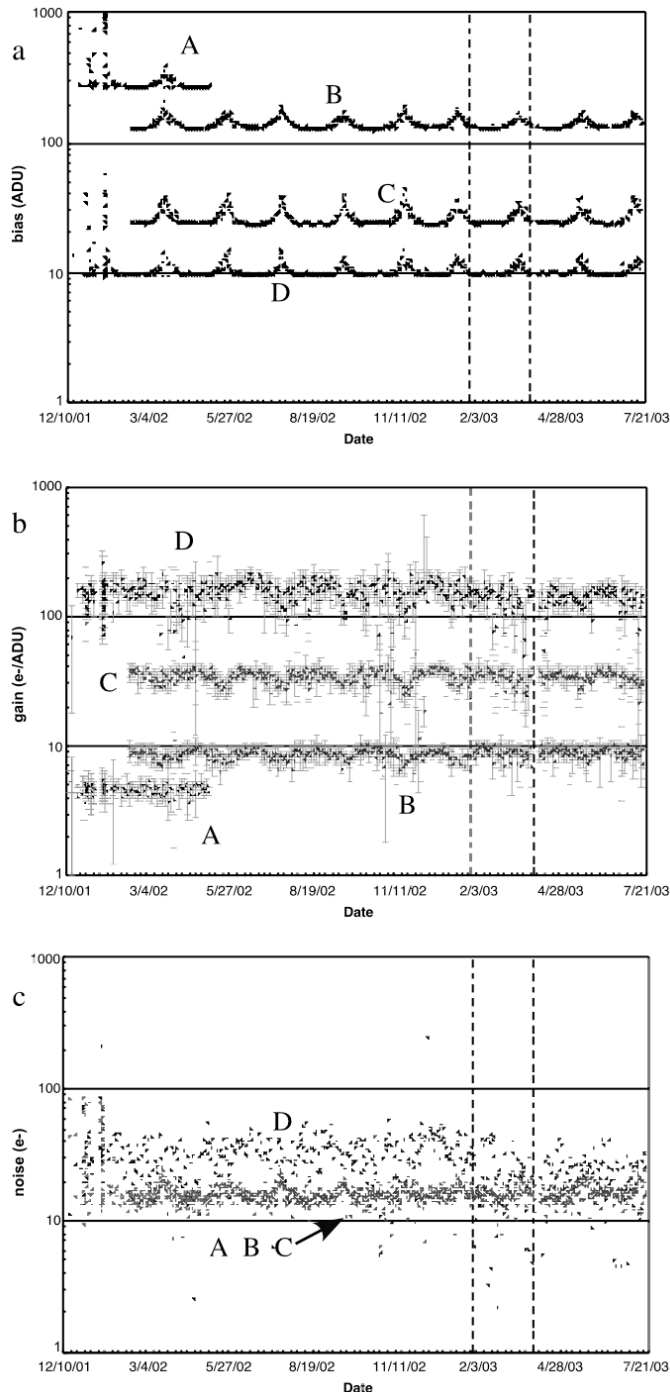 a
1000
100
10
1
bias (ADU)
A
B
C
D
12/10/01 3/4/02 5/27/02 8/19/02 11/11/02 2/3/03 4/28/03 7/21/03
Date
b
1000
100
10
1
gain (e-/ADU)
D
C
B
A
12/10/01 3/4/02 5/27/02 8/19/02 11/11/02 2/3/03 4/28/03 7/21/03
Date
c
1000
100
10
1
noise (e-)
D
A B C
12/10/01 3/4/02 5/27/02 8/19/02 11/11/02 2/3/03 4/28/03 7/21/03
Date